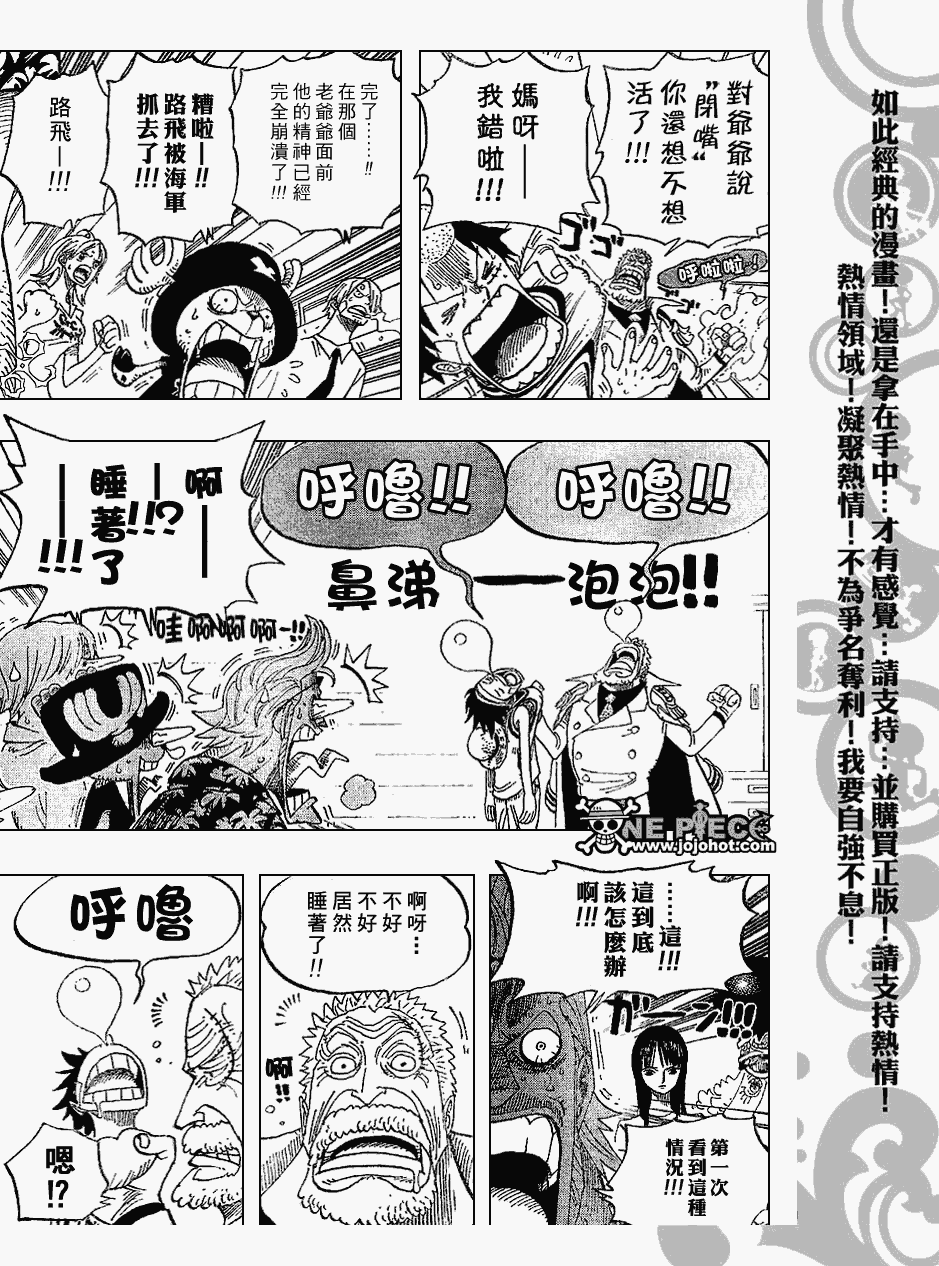 對爺爺說
"閉嘴"
你還想不想
活了!!!
媽呀——
我錯啦!!!
呼啦啦!
ゴゴ
完了……!!
在那個
老爺爺面前
他的精神已經
完全崩潰了!!!
糟啦—!!
路飛被海軍
抓去了!!!
路飛—!!!
呼嚕!!
呼嚕!!
鼻涕——泡泡!!
啊——
——!!?
睡著了
——!!!
哇啊啊啊—!!
ONE PIECE
www.jojohot.com
……這!!!
這到底
該怎麼辦
啊!!!
ガーン!!!
第一次
看到這種
情況!!!
啊呀…
不好
不好
居然
睡著了!!
啊!!
呼嚕
嗯!?
如此經典的漫畫!還是拿在手中…才有感覺…請支持…並購買正版!請支持熱情!
熱情領域!凝聚熱情!不為爭名奪利!我要自強不息!